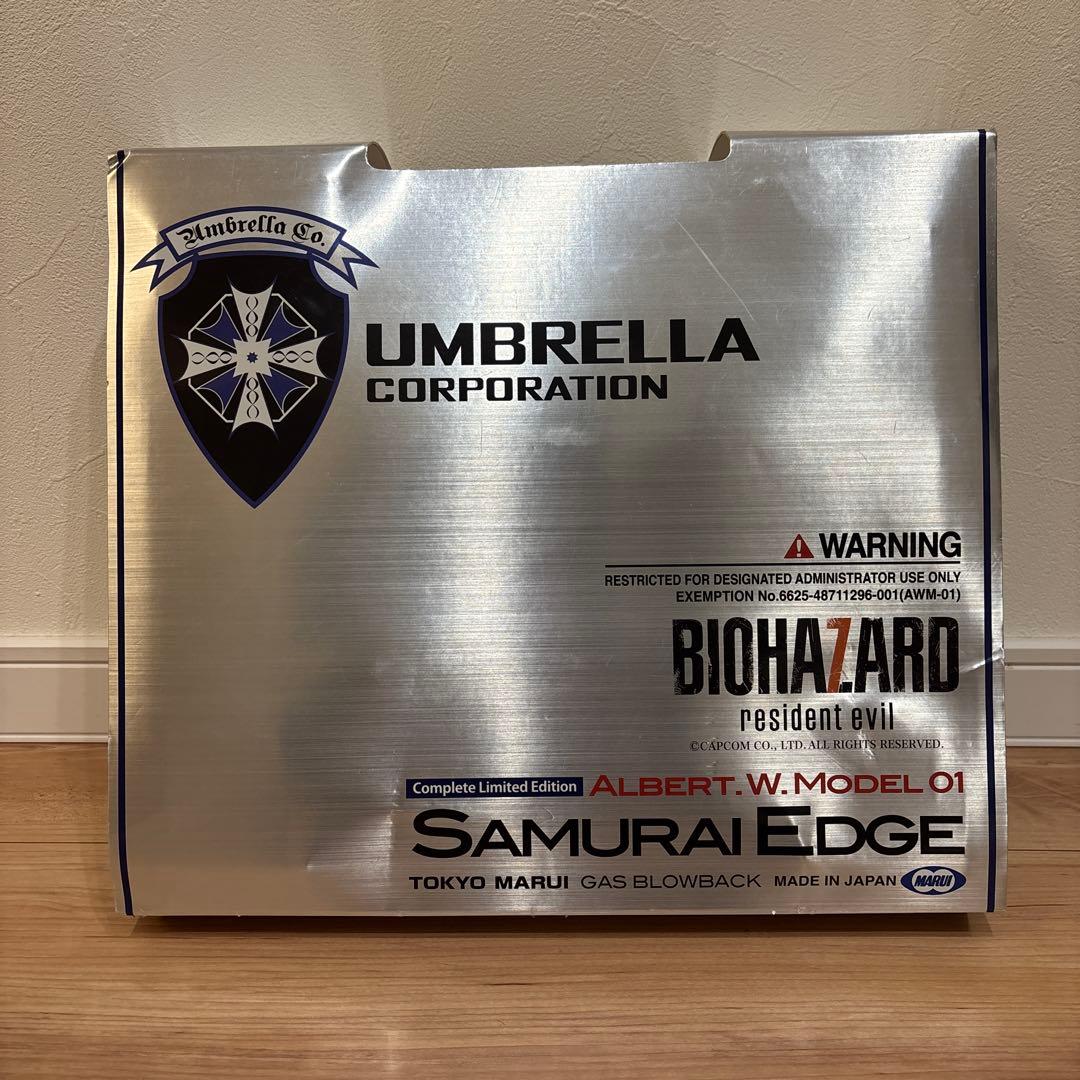 Umbrella Co.
UMBRELLA
CORPORATION
WARNING
RESTRICTED FOR DESIGNATED ADMINISTRATOR USE ONLY
EXEMPTION No.6625-48711296-001(AWM-01)
BIOHAZARD
resident evil
©CAPCOM CO., LTD. ALL RIGHTS RESERVED.
Complete Limited Edition ALBERT. W. MODEL 01
SAMURAI EDGE
TOKYO MARUI GAS BLOWBACK MADE IN JAPAN MARUI